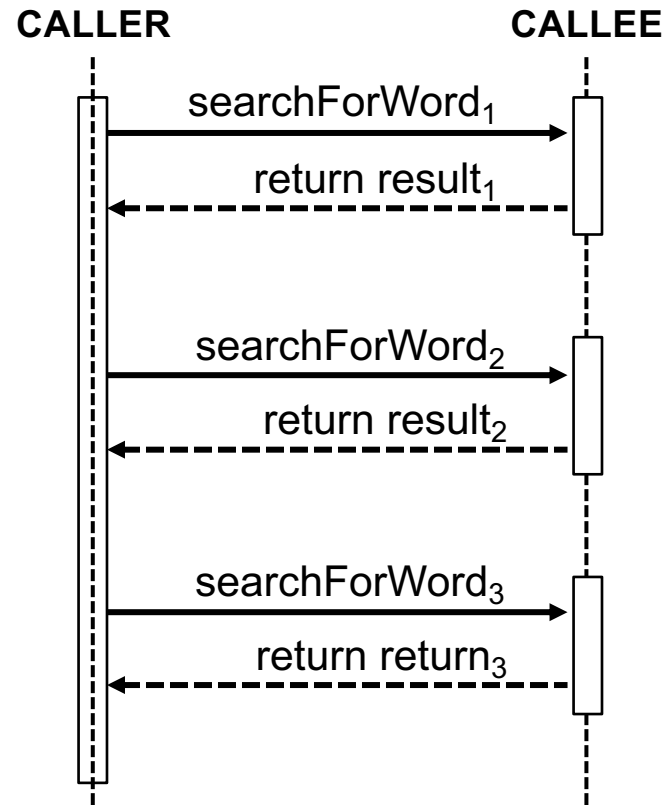 CALLER CALLEE
searchForWord₁
return result₁
searchForWord₂
return result₂
searchForWord₃
return return₃